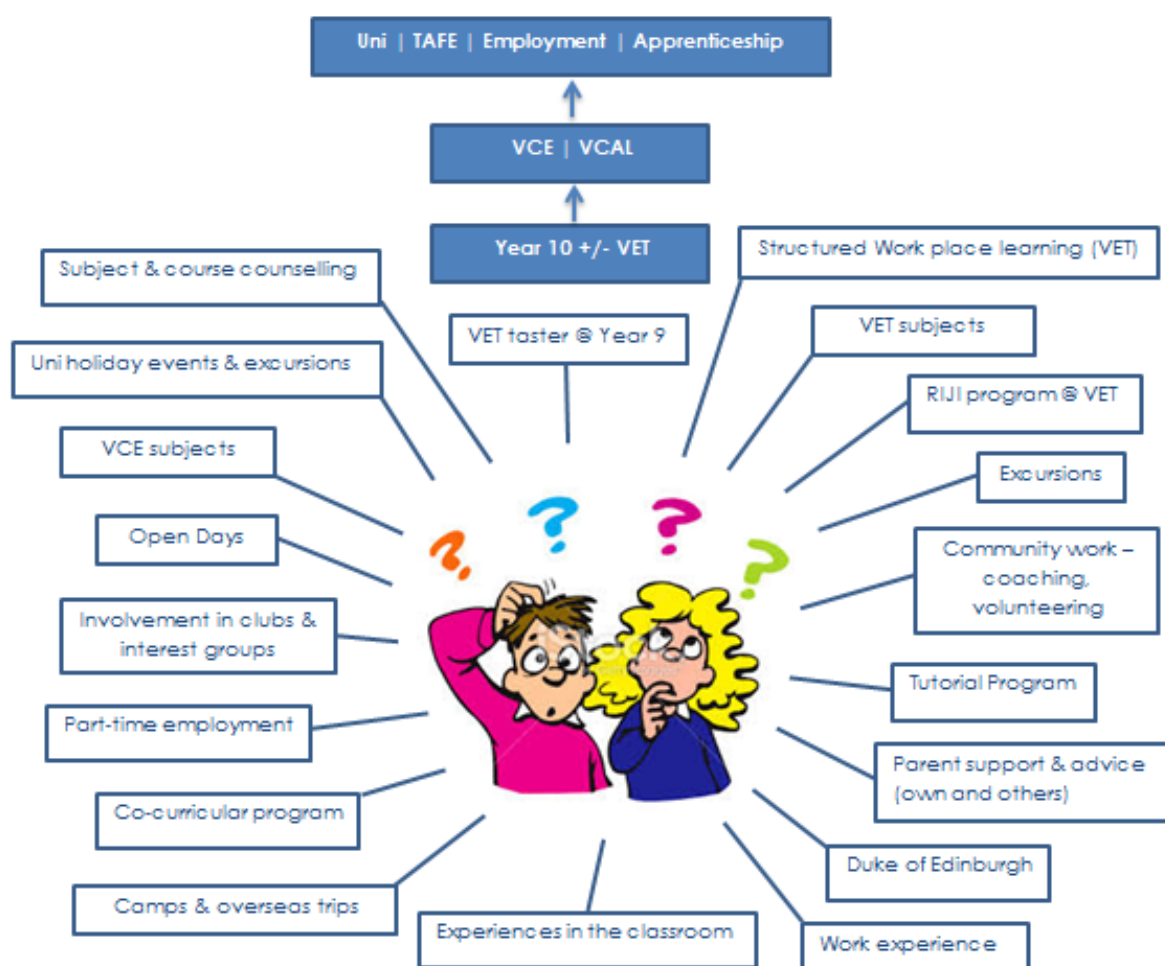 Uni | TAFE | Employment | Apprenticeship
VCE | VCAL
Year 10 +/- VET
Structured Work place learning (VET)
Subject & course counselling
VET taster @ Year 9
VET subjects
Uni holiday events & excursions
RIJI program @ VET
VCE subjects
Excursions
Open Days
Community work –
coaching,
volunteering
Involvement in clubs &
interest groups
Tutorial Program
Part-time employment
Parent support & advice
(own and others)
Co-curricular program
Duke of Edinburgh
Camps & overseas trips
Experiences in the classroom
Work experience